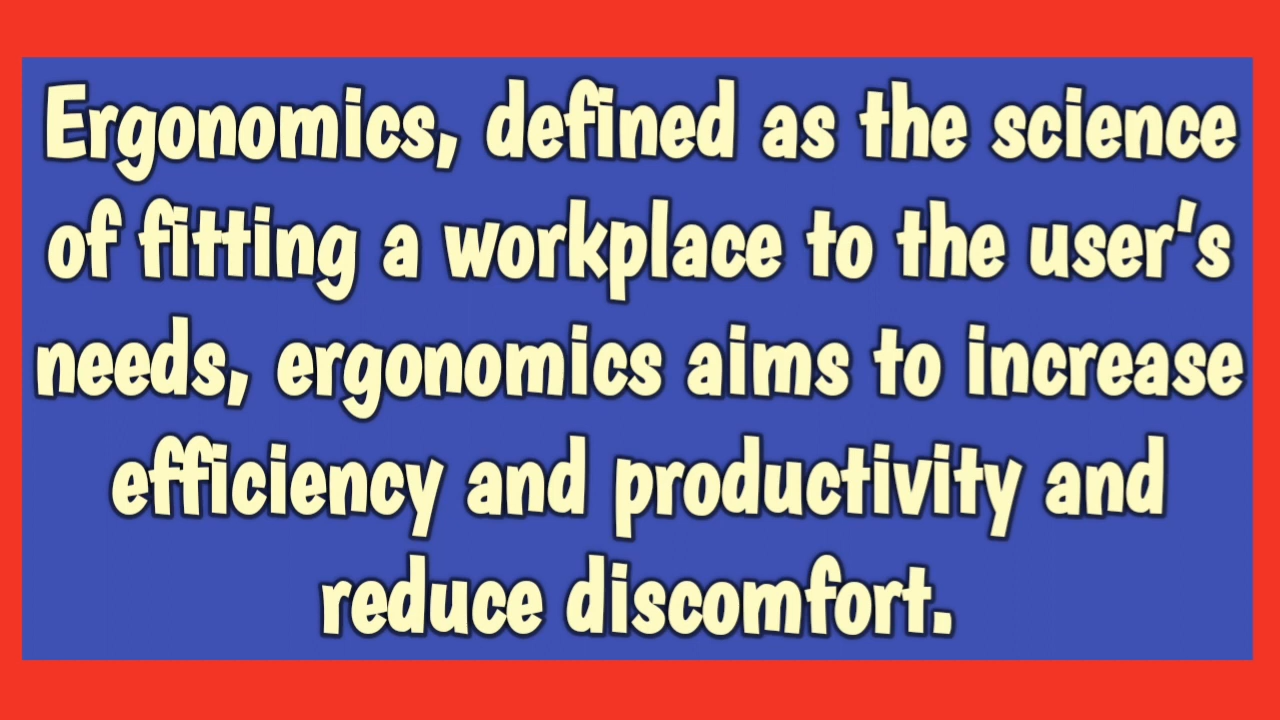 Ergonomics, defined as the science
of fitting a workplace to the user's
needs, ergonomics aims to increase
efficiency and productivity and
reduce discomfort.